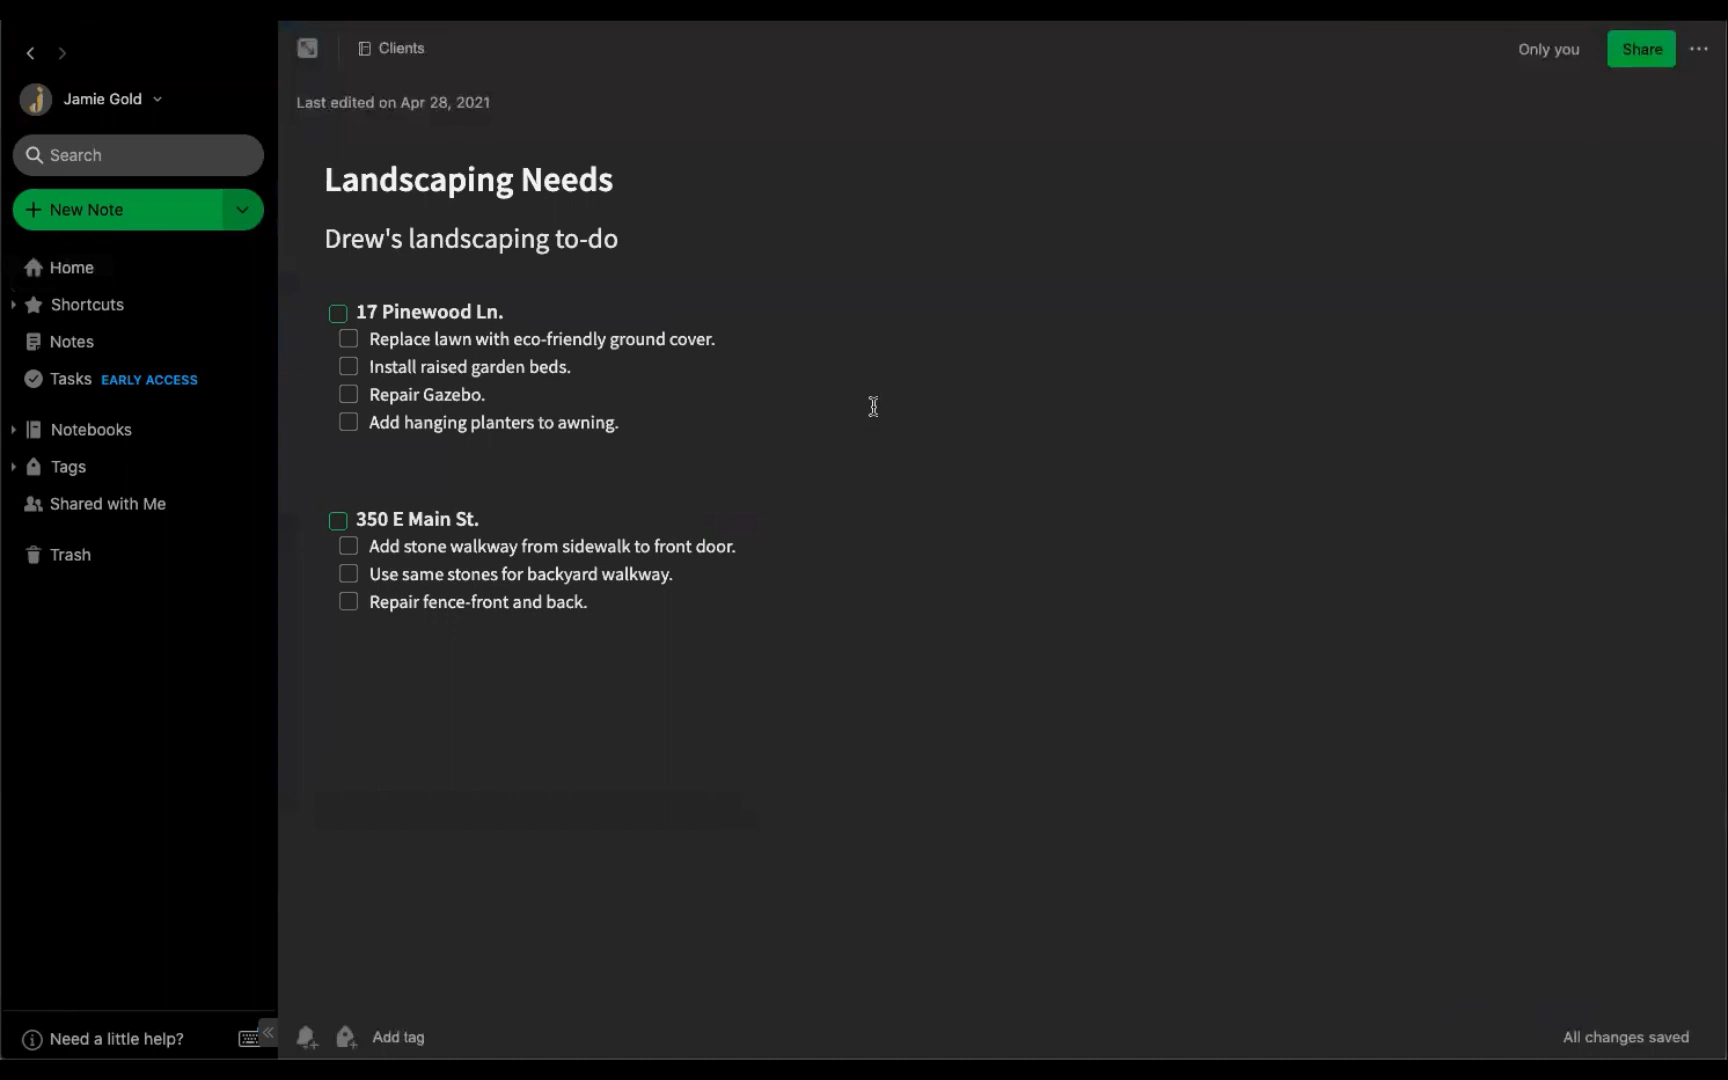 Clients
Only you
Share
Jamie Gold
Last edited on Apr 28, 2021
Search
New Note
Home
Shortcuts
Notes
Tasks EARLY ACCESS
Notebooks
Tags
Shared with Me
Trash
Landscaping Needs
Drew's landscaping to-do
17 Pinewood Ln.
Replace lawn with eco-friendly ground cover.
Install raised garden beds.
Repair Gazebo.
Add hanging planters to awning.
350 E Main St.
Add stone walkway from sidewalk to front door.
Use same stones for backyard walkway.
Repair fence-front and back.
Need a little help?
Add tag
All changes saved